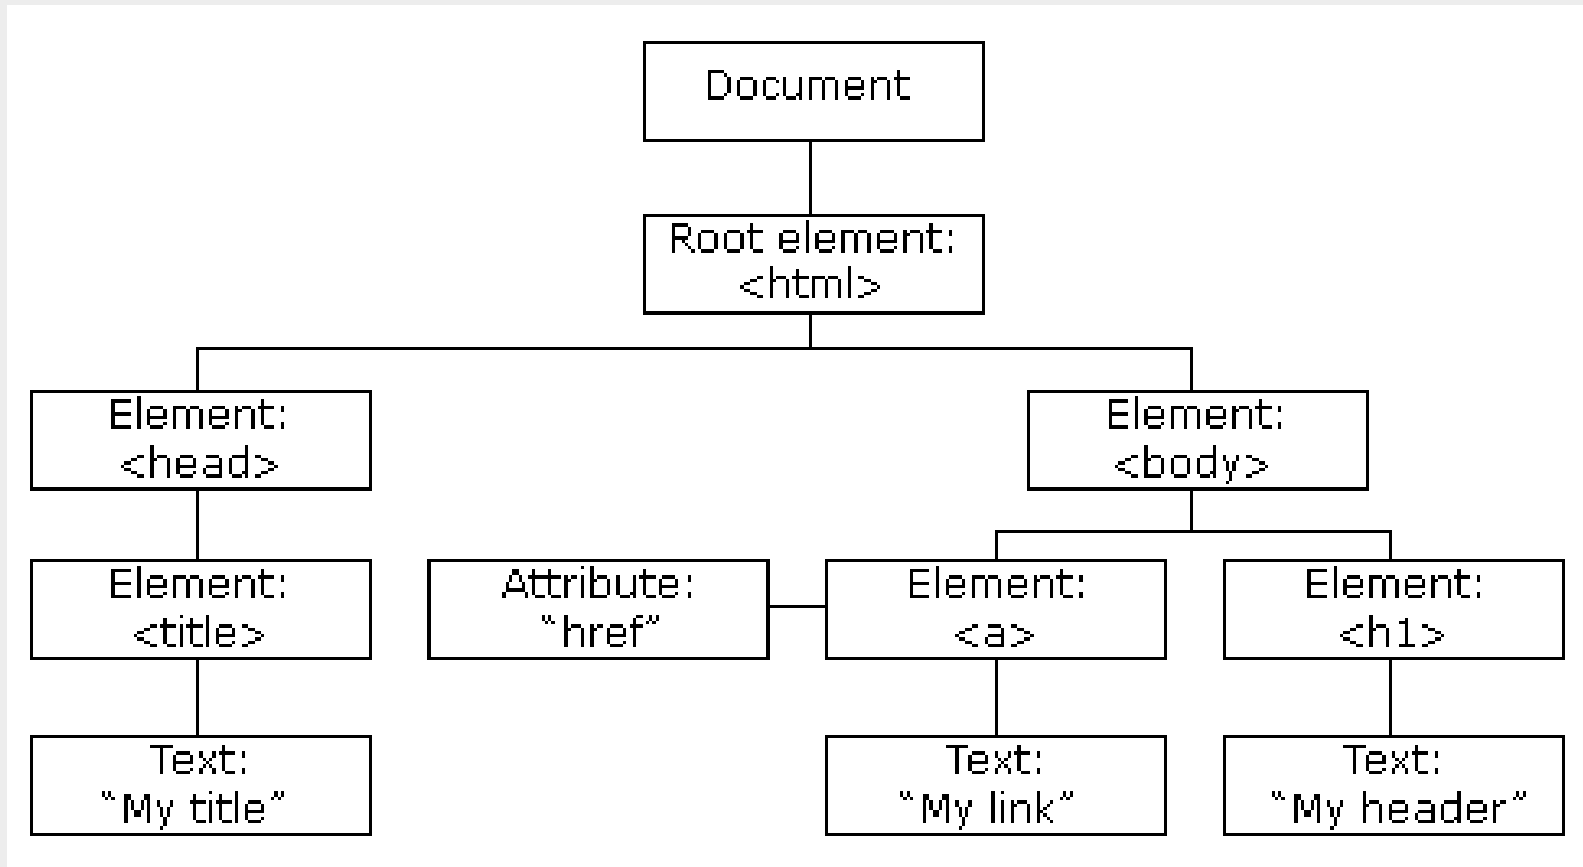 Document
Root element:
<html>
Element:
<head>
Element:
<body>
Element:
<title>
Attribute:
“href”
Element:
<a>
Element:
<h1>
Text:
“My title”
Text:
“My link”
Text:
“My header”